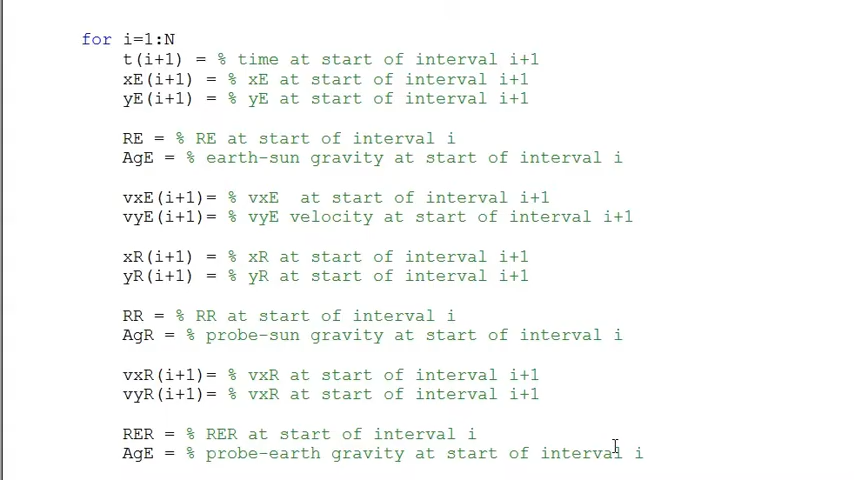 for i=1:N
t(i+1) = % time at start of interval i+1
xE(i+1) = % xE at start of interval i+1
yE(i+1) = % yE at start of interval i+1
RE = % RE at start of interval i
AgE = % earth-sun gravity at start of interval i
vxE(i+1)= % vxE  at start of interval i+1
vyE(i+1)= % vyE velocity at start of interval i+1
xR(i+1) = % xR at start of interval i+1
yR(i+1) = % yR at start of interval i+1
RR = % RR at start of interval i
AgR = % probe-sun gravity at start of interval i
vxR(i+1)= % vxR at start of interval i+1
vyR(i+1)= % vxR at start of interval i+1
RER = % RER at start of interval i
AgE = % probe-earth gravity at start of interval i